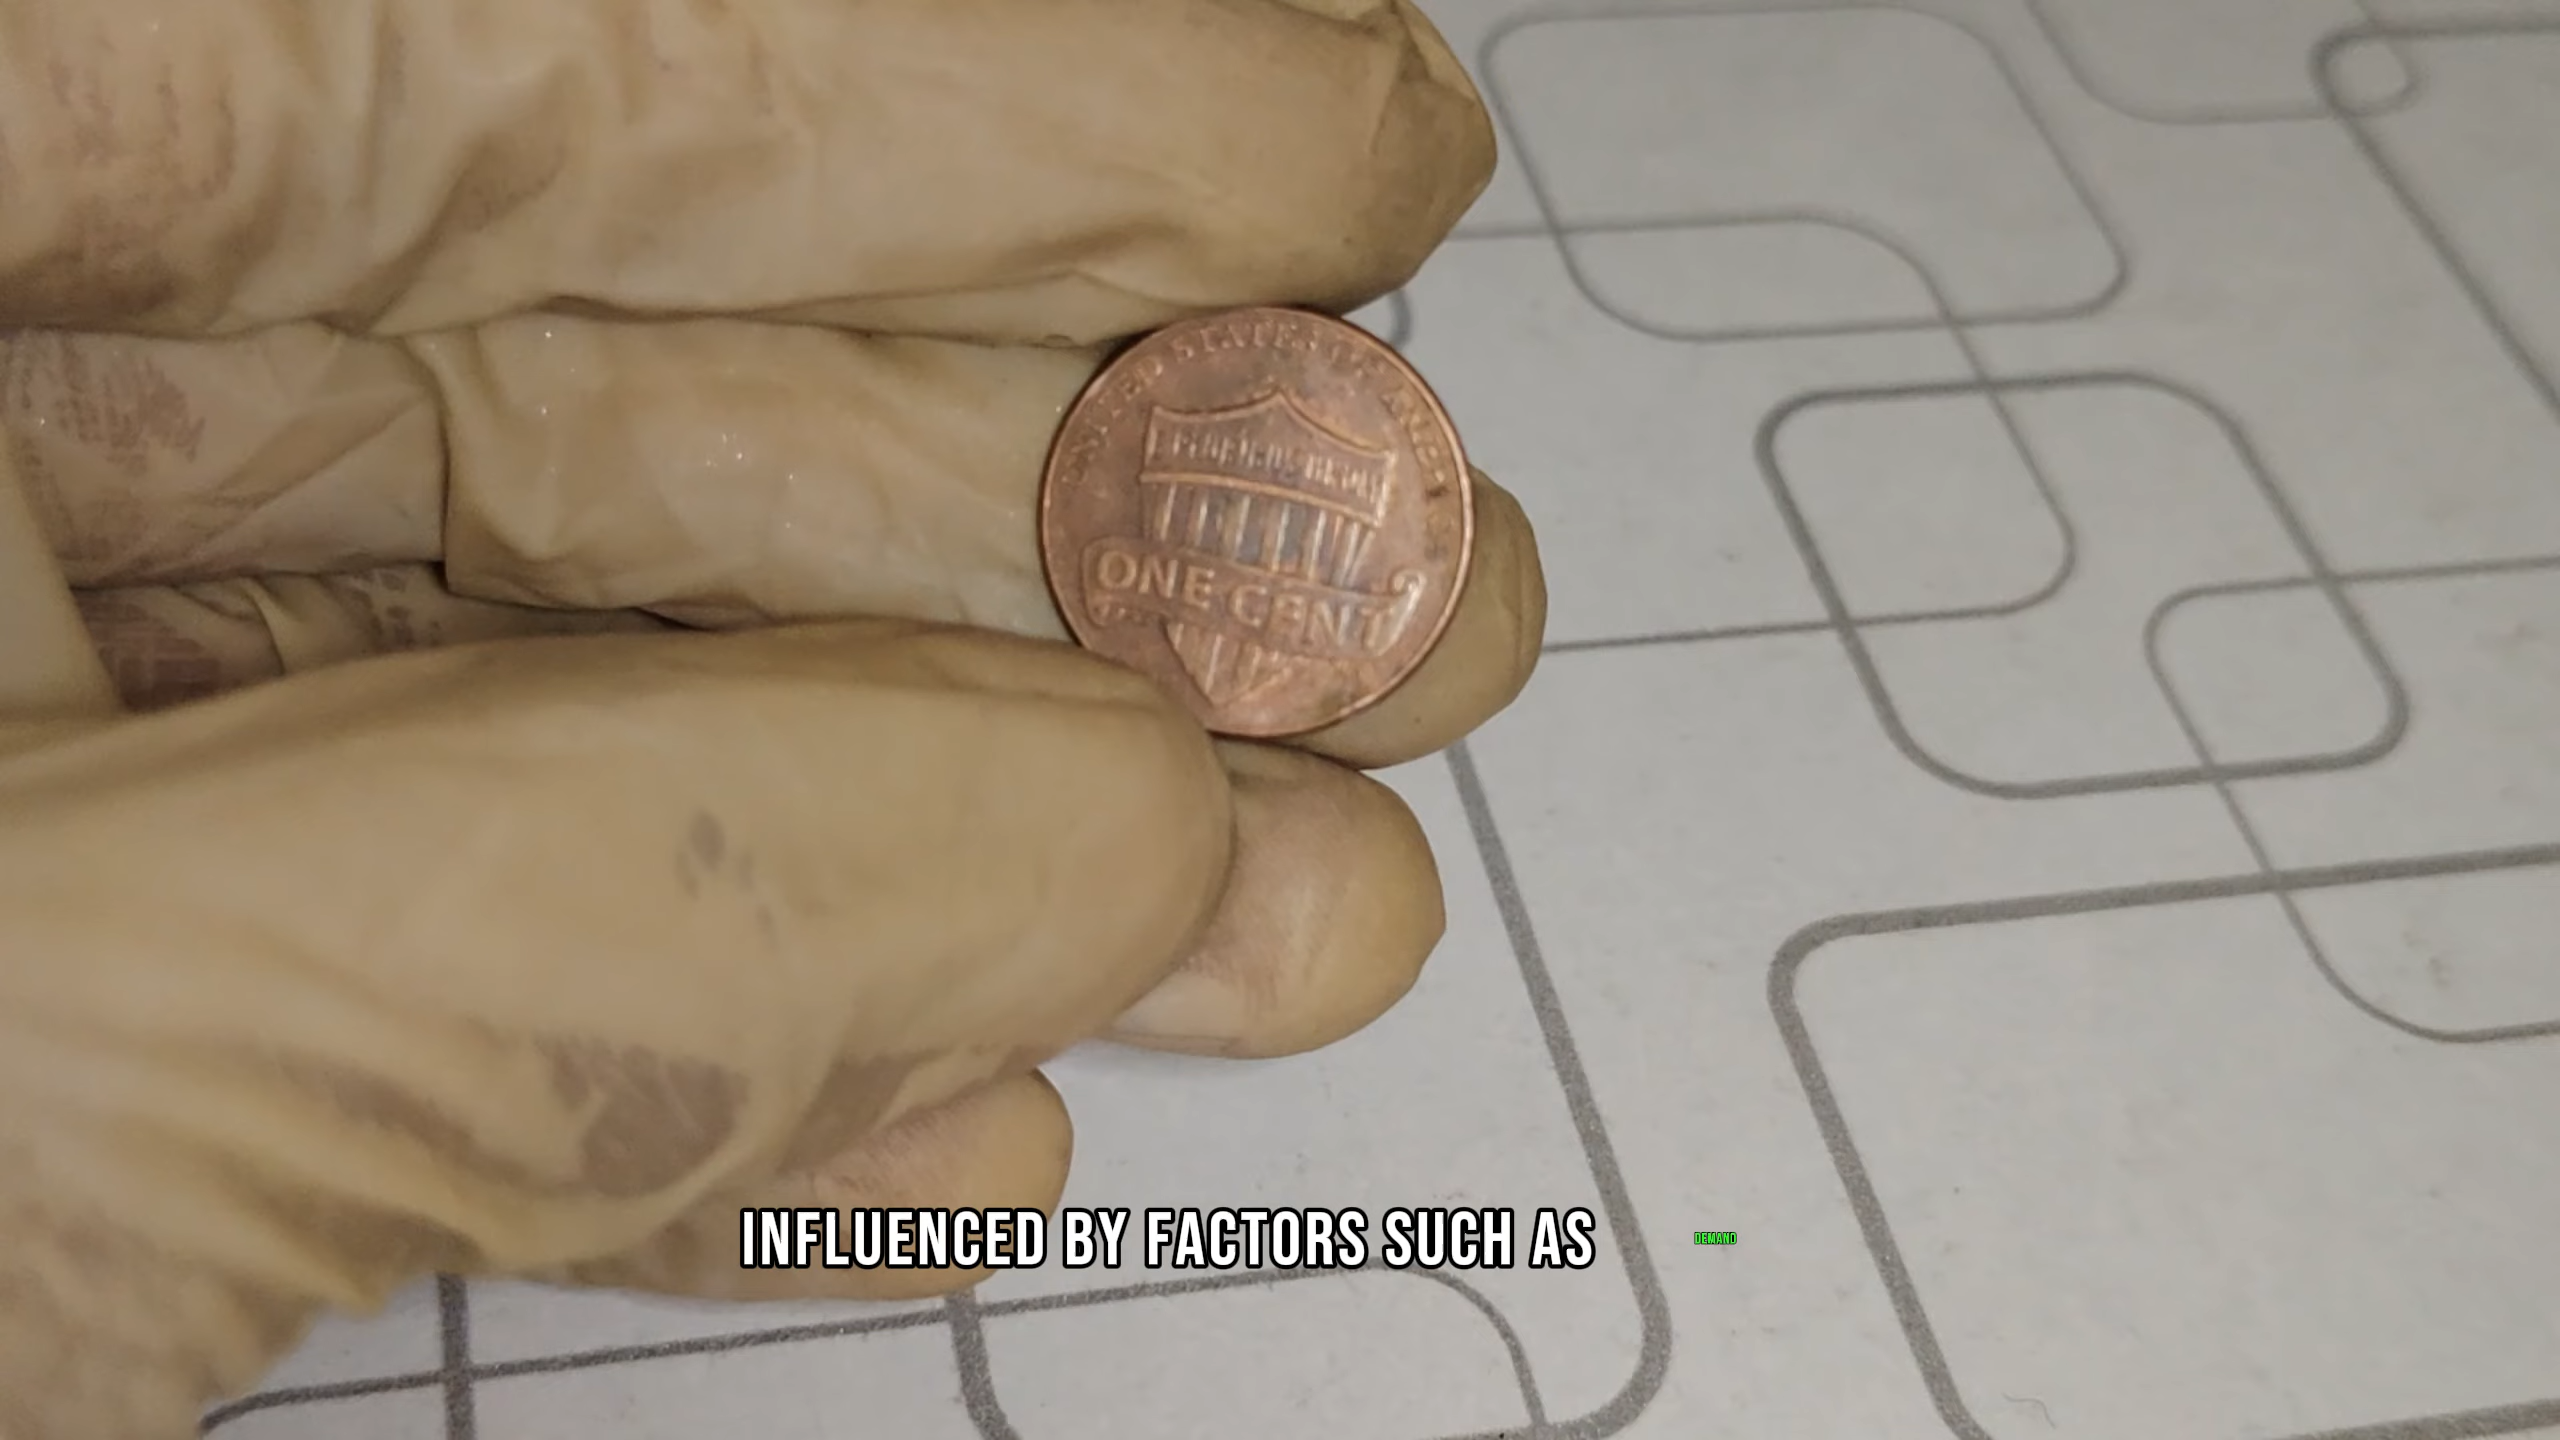 UNITED STATES OF AMERICA
E PLURIBUS UNUM
ONE CENT
INFLUENCED BY FACTORS SUCH AS DEMAND